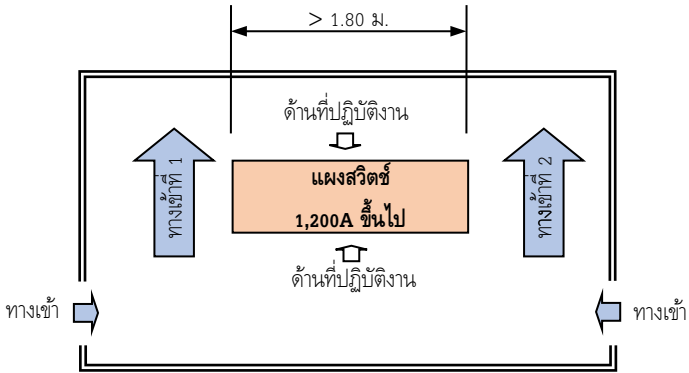 > 1.80 ม.
ด้านที่ปฏิบัติงาน
ทางเข้าที่ 1
แผงสวิตช์
1,200A ขึ้นไป
ทางเข้าที่ 2
ด้านที่ปฏิบัติงาน
ทางเข้า
ทางเข้า